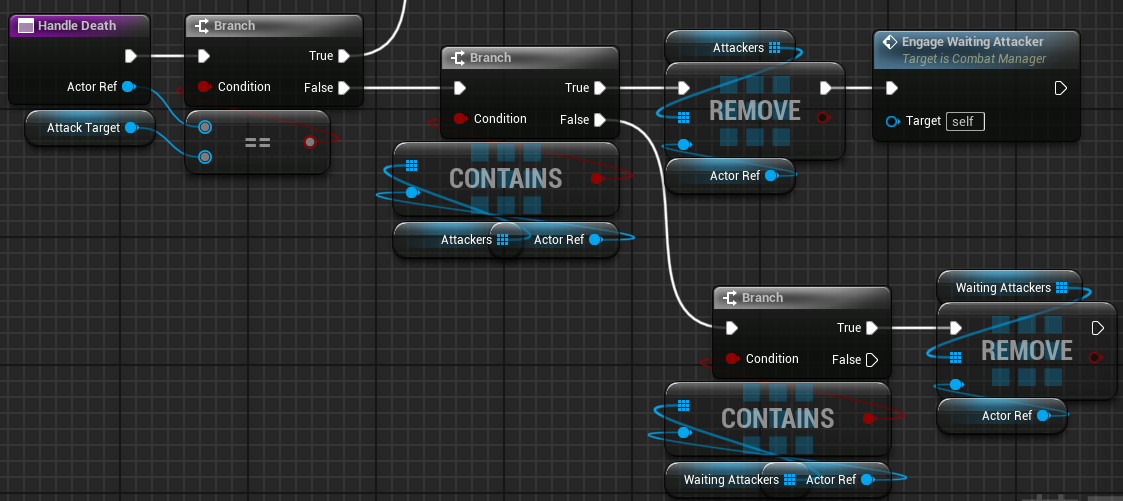 Handle Death
Actor Ref
Attack Target
Branch
True
Condition
False
==
Branch
True
Condition
False
CONTAINS
Attackers
Actor Ref
Attackers
REMOVE
Actor Ref
Engage Waiting Attacker
Target is Combat Manager
Target self
Branch
True
Condition
False
CONTAINS
Waiting Attackers
Actor Ref
Waiting Attackers
REMOVE
Actor Ref